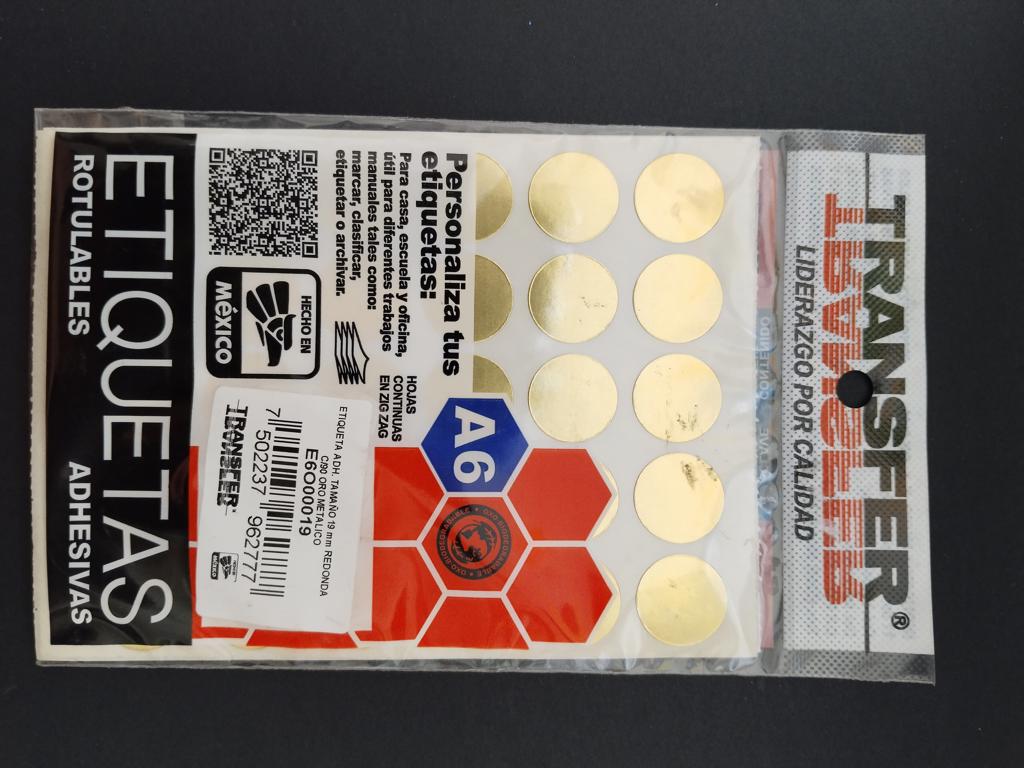 TRANSFER®
LIDERAZGO POR CALIDAD
Personaliza tus
etiquetas:
Para casa, escuela y oficina,
útil para diferentes trabajos
manuales tales como:
marcar, clasificar,
etiquetar o archivar.
HOJAS
CONTINUAS
EN ZIG ZAG
A6
HECHO EN
México
ETIQUETA ADH. TAMAÑO 19 mm REDONDA
C/90 ORO METALICO
E6O00019
7 502237 962777
TRANSFER
ETIQUETAS
ROTULABLES ADHESIVAS